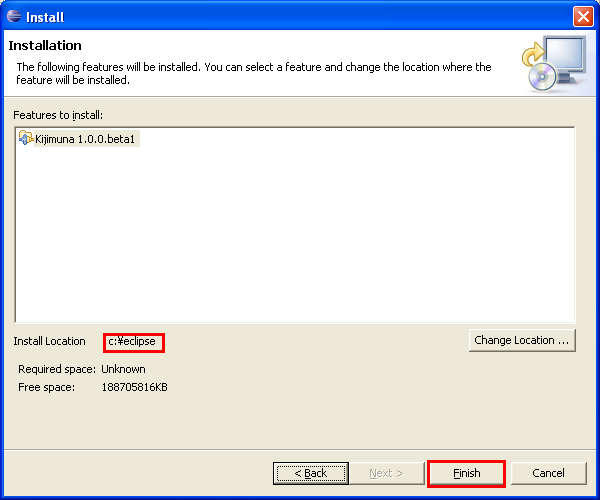 Install
Installation
The following features will be installed. You can select a feature and change the location where the
feature will be installed.
Features to install:
Kijimuna 1.0.0.beta1
Install Location c:¥eclipse
Change Location ...
Required space: Unknown
Free space: 188705816KB
< Back Next > Finish Cancel